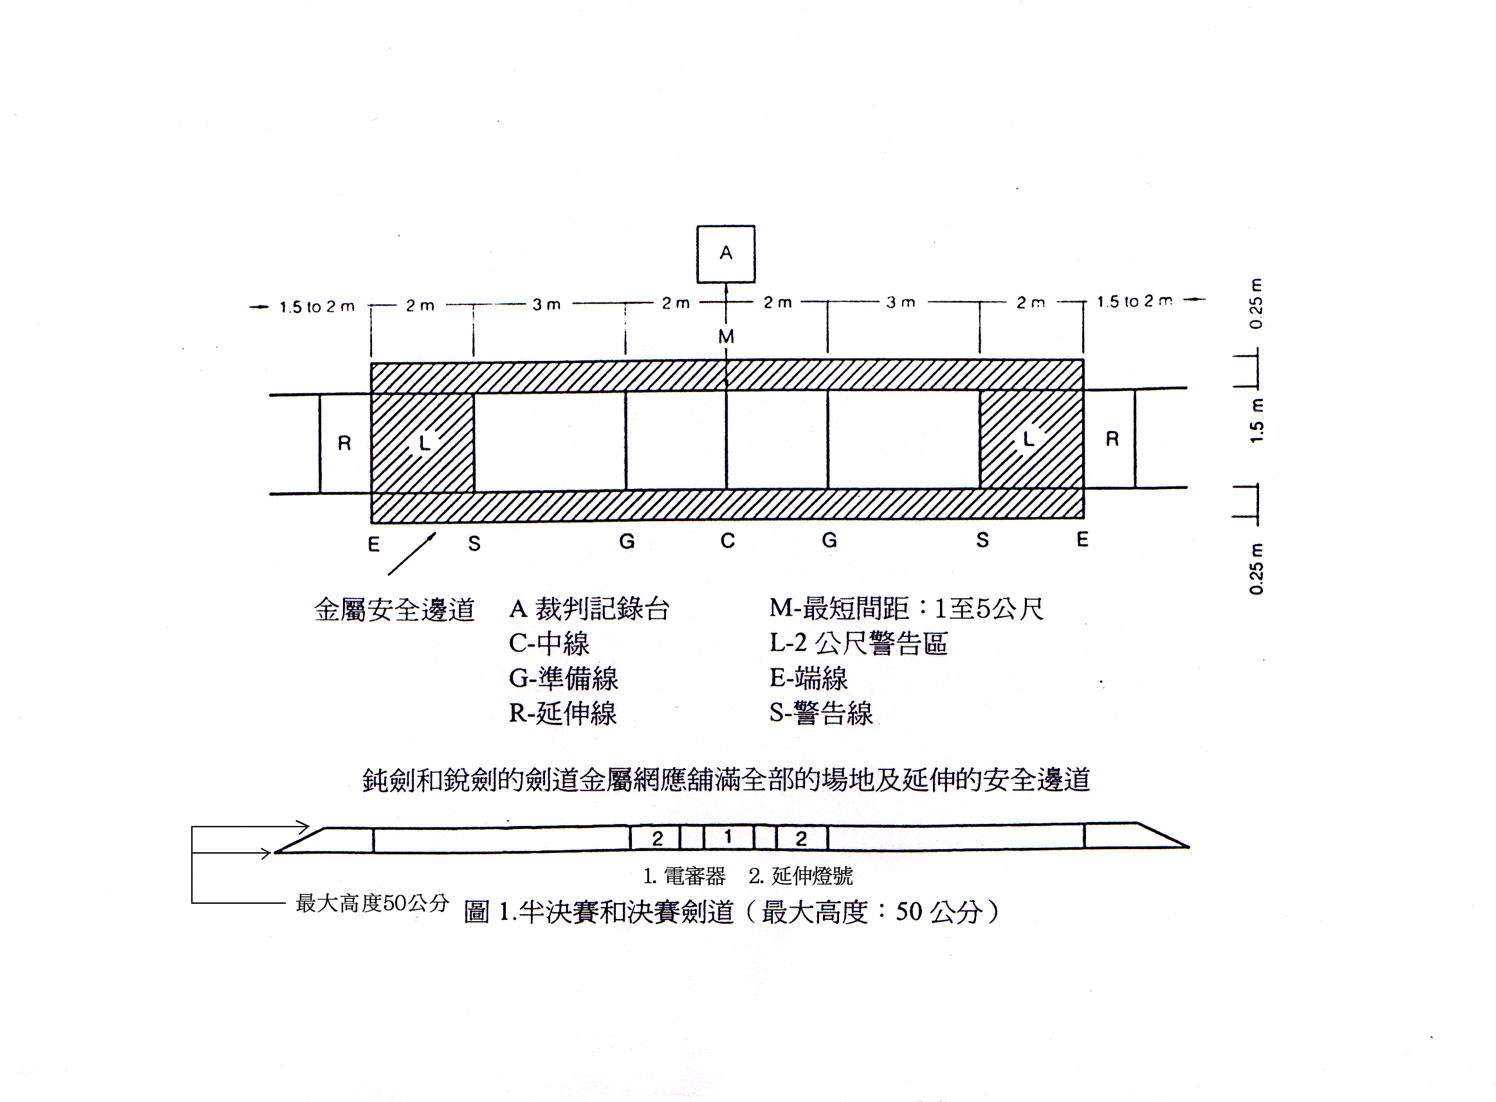 A
1.5 to 2 m 2 m 3 m 2 m 2 m 3 m 2 m 1.5 to 2 m
0.25 m
M
1.5 m
R L L R
E S G C G S E
0.25 m
金屬安全邊道
A 裁判記錄台
C-中線
G-準備線
R-延伸線
M-最短間距：1至5公尺
L-2 公尺警告區
E-端線
S-警告線
鈍劍和銳劍的劍道金屬網應舖滿全部的場地及延伸的安全邊道
2 1 2
1. 電審器 2. 延伸燈號
最大高度50公分
圖 1.半決賽和決賽劍道（最大高度：50 公分）